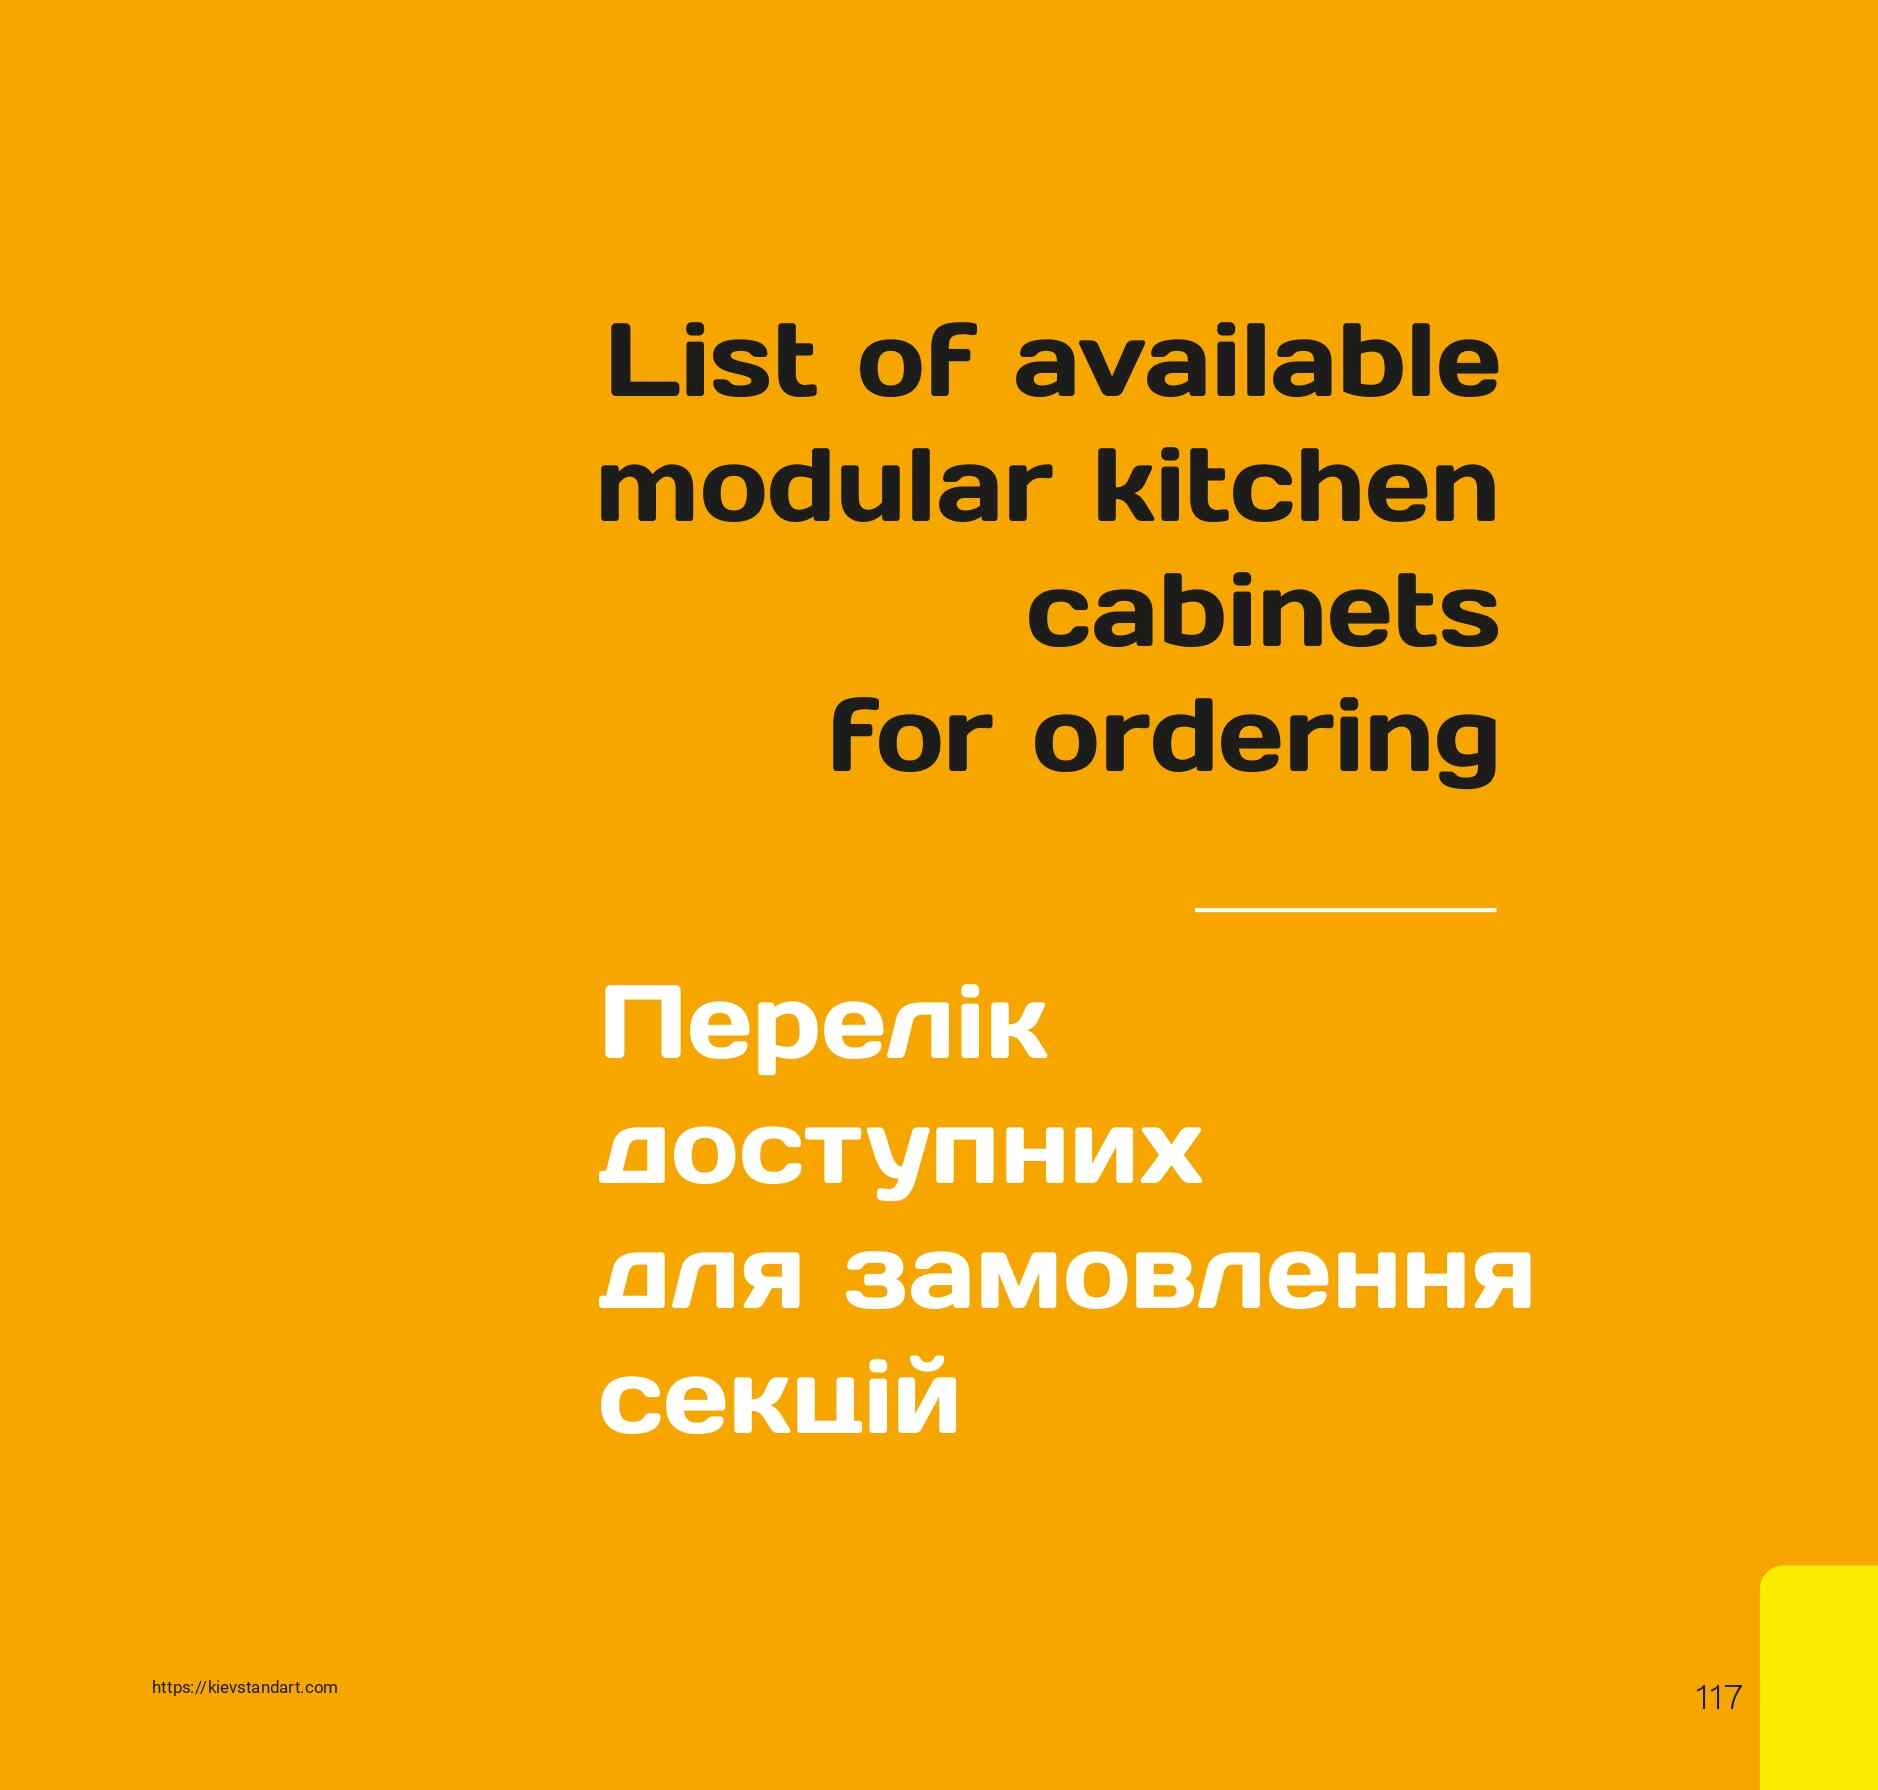 List of available
modular kitchen
cabinets
for ordering
Перелік
доступних
для замовлення
секцій
https://kievstandart.com
117